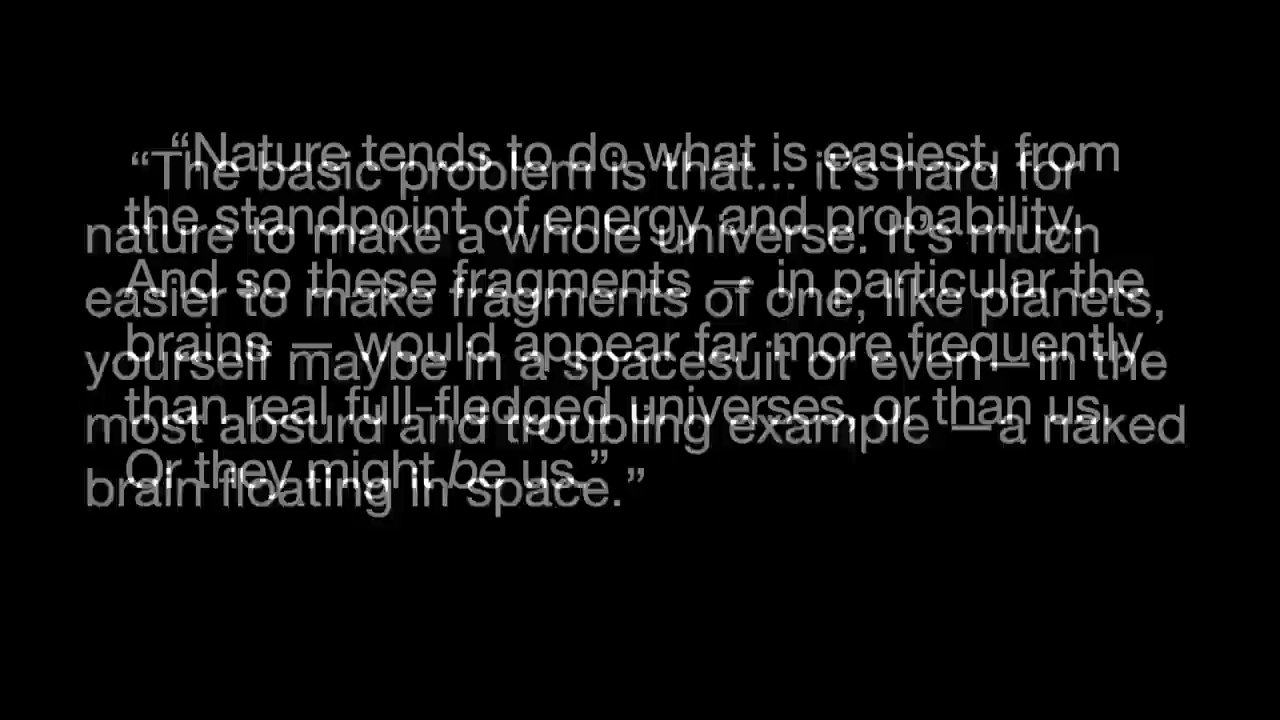 “The basic problem is that... it’s hard for
nature to make a whole universe. It’s much
easier to make fragments of one, like planets,
yourself maybe in a spacesuit or even—in the
most absurd and troubling example —a naked
brain floating in space.”
“Nature tends to do what is easiest, from
the standpoint of energy and probability.
And so these fragments — in particular the
brains — would appear far more frequently
than real full-fledged universes, or than us.
Or they might be us.”